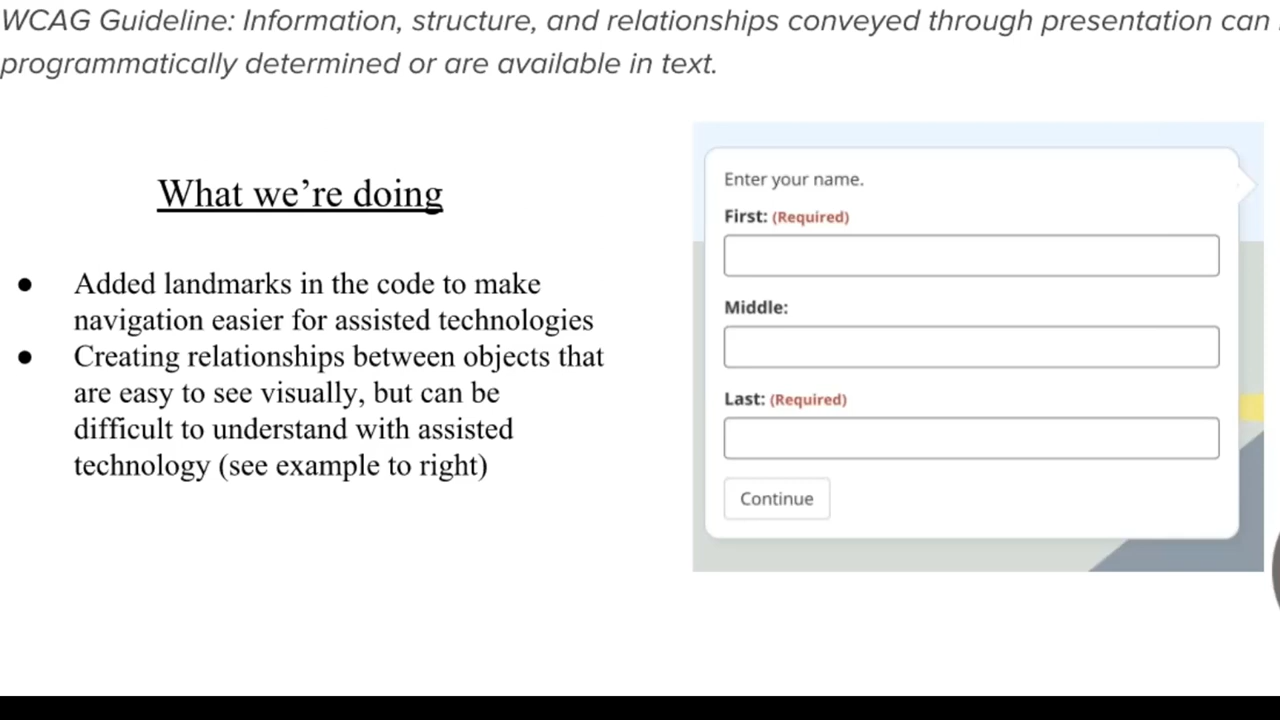 WCAG Guideline: Information, structure, and relationships conveyed through presentation can
programmatically determined or are available in text.
What we’re doing
● Added landmarks in the code to make
navigation easier for assisted technologies
● Creating relationships between objects that
are easy to see visually, but can be
difficult to understand with assisted
technology (see example to right)
Enter your name.
First: (Required)
Middle:
Last: (Required)
Continue